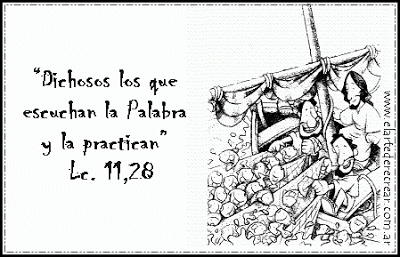 “Dichosos los que
escuchan la Palabra
y la practican”
Lc. 11,28
www.elartederecrear.com.ar